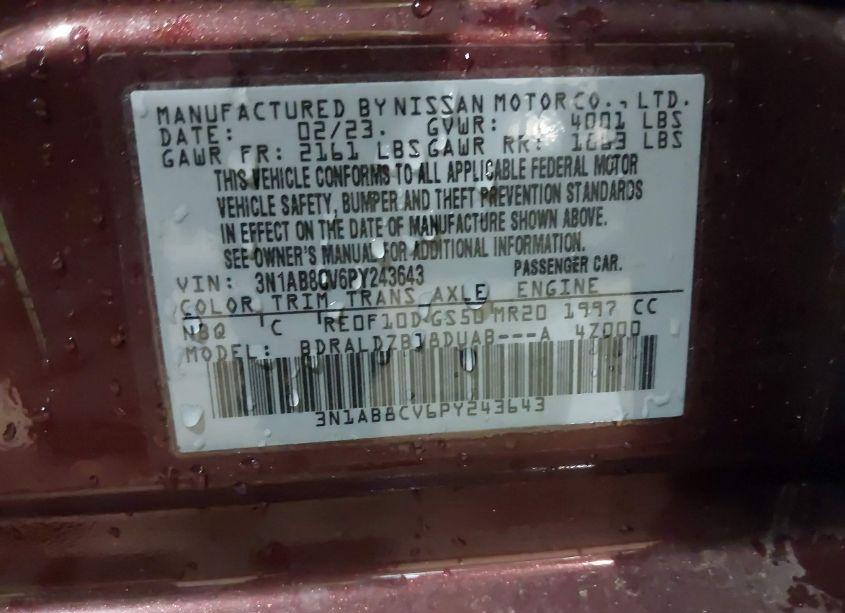 MANUFACTURED BY NISSAN MOTOR CO., LTD.
DATE: 02/23. GVWR: 4001 LBS
GAWR FR: 2161 LBS GAWR RR: 1863 LBS
THIS VEHICLE CONFORMS TO ALL APPLICABLE FEDERAL MOTOR
VEHICLE SAFETY, BUMPER AND THEFT PREVENTION STANDARDS
IN EFFECT ON THE DATE OF MANUFACTURE SHOWN ABOVE.
SEE OWNER'S MANUAL FOR ADDITIONAL INFORMATION.
VIN: 3N1AB8CV6PY243643 PASSENGER CAR.
COLOR TRIM TRANS AXLE ENGINE
NBQ C RE0F10D GS50 MR20 1997 CC
MODEL: 4Z000
3N1AB8CV6PY243643